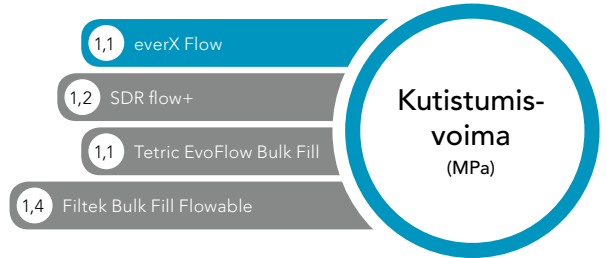 1,1 everX Flow
1,2 SDR flow+
1,1 Tetric EvoFlow Bulk Fill
1,4 Filtek Bulk Fill Flowable
Kutistumis-
voima
(MPa)